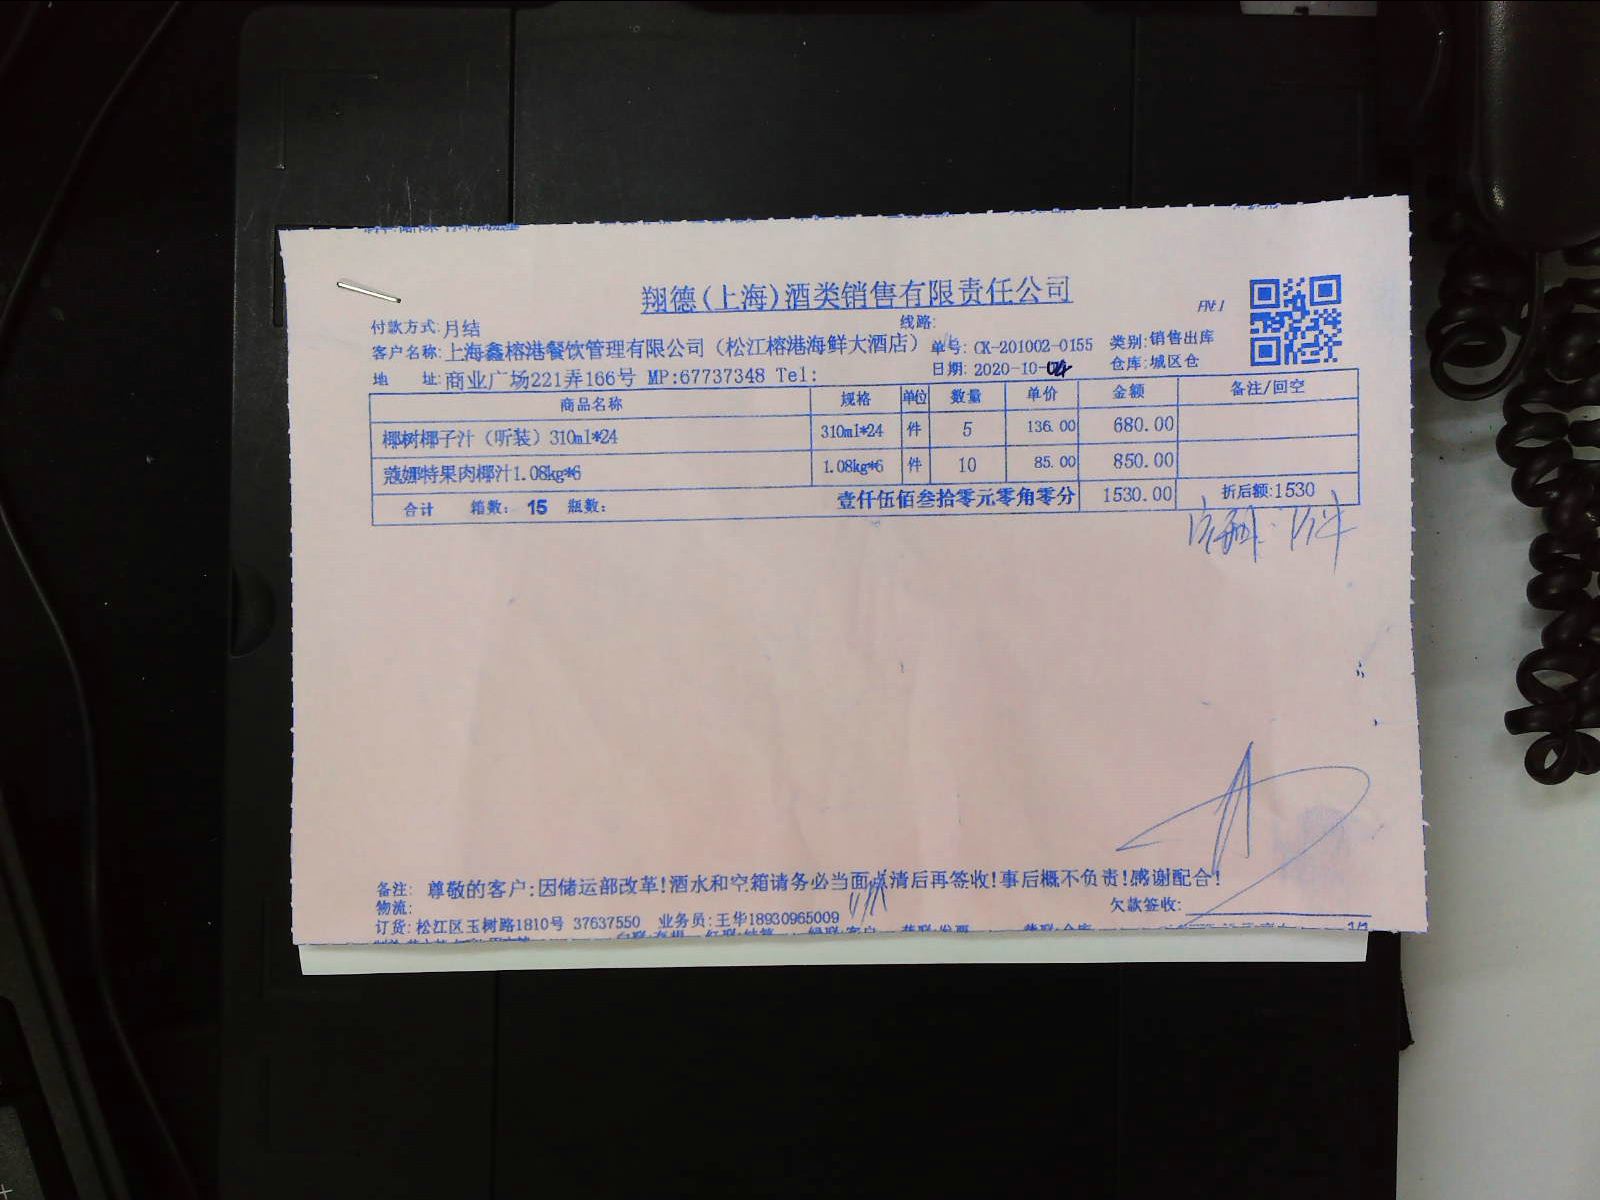 翔德(上海)酒类销售有限责任公司
付款方式:月结
线路:
客户名称:上海鑫榕港餐饮管理有限公司(松江榕港海鲜大酒店) 单号: CK-201002-0155 类别:销售出库
地 址:商业广场221弄166号 MP:67737348 Tel: 日期: 2020-10- 仓库:城区仓
商品名称 规格 单位 数量 单价 金额 备注/回空
椰树椰子汁(听装)310ml*24 310ml*24 件 5 136.00 680.00
蔻娜特果肉椰汁1.08kg*6 1.08kg*6 件 10 85.00 850.00
合计 箱数: 15 瓶数: 壹仟伍佰叁拾零元零角零分 1530.00 折后额:1530
备注: 尊敬的客户:因储运部改革!酒水和空箱请务必当面点清后再签收!事后概不负责!感谢配合!
物流:
欠款签收:
订货:松江区玉树路1810号 37637550 业务员:王华18930965009
1/1